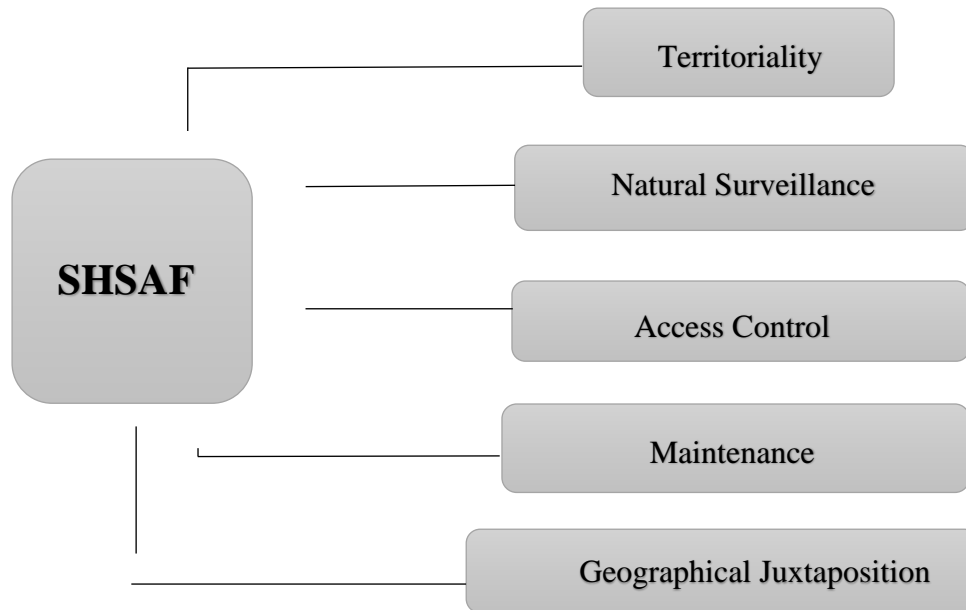 Territoriality
Natural Surveillance
SHSAF
Access Control
Maintenance
Geographical Juxtaposition